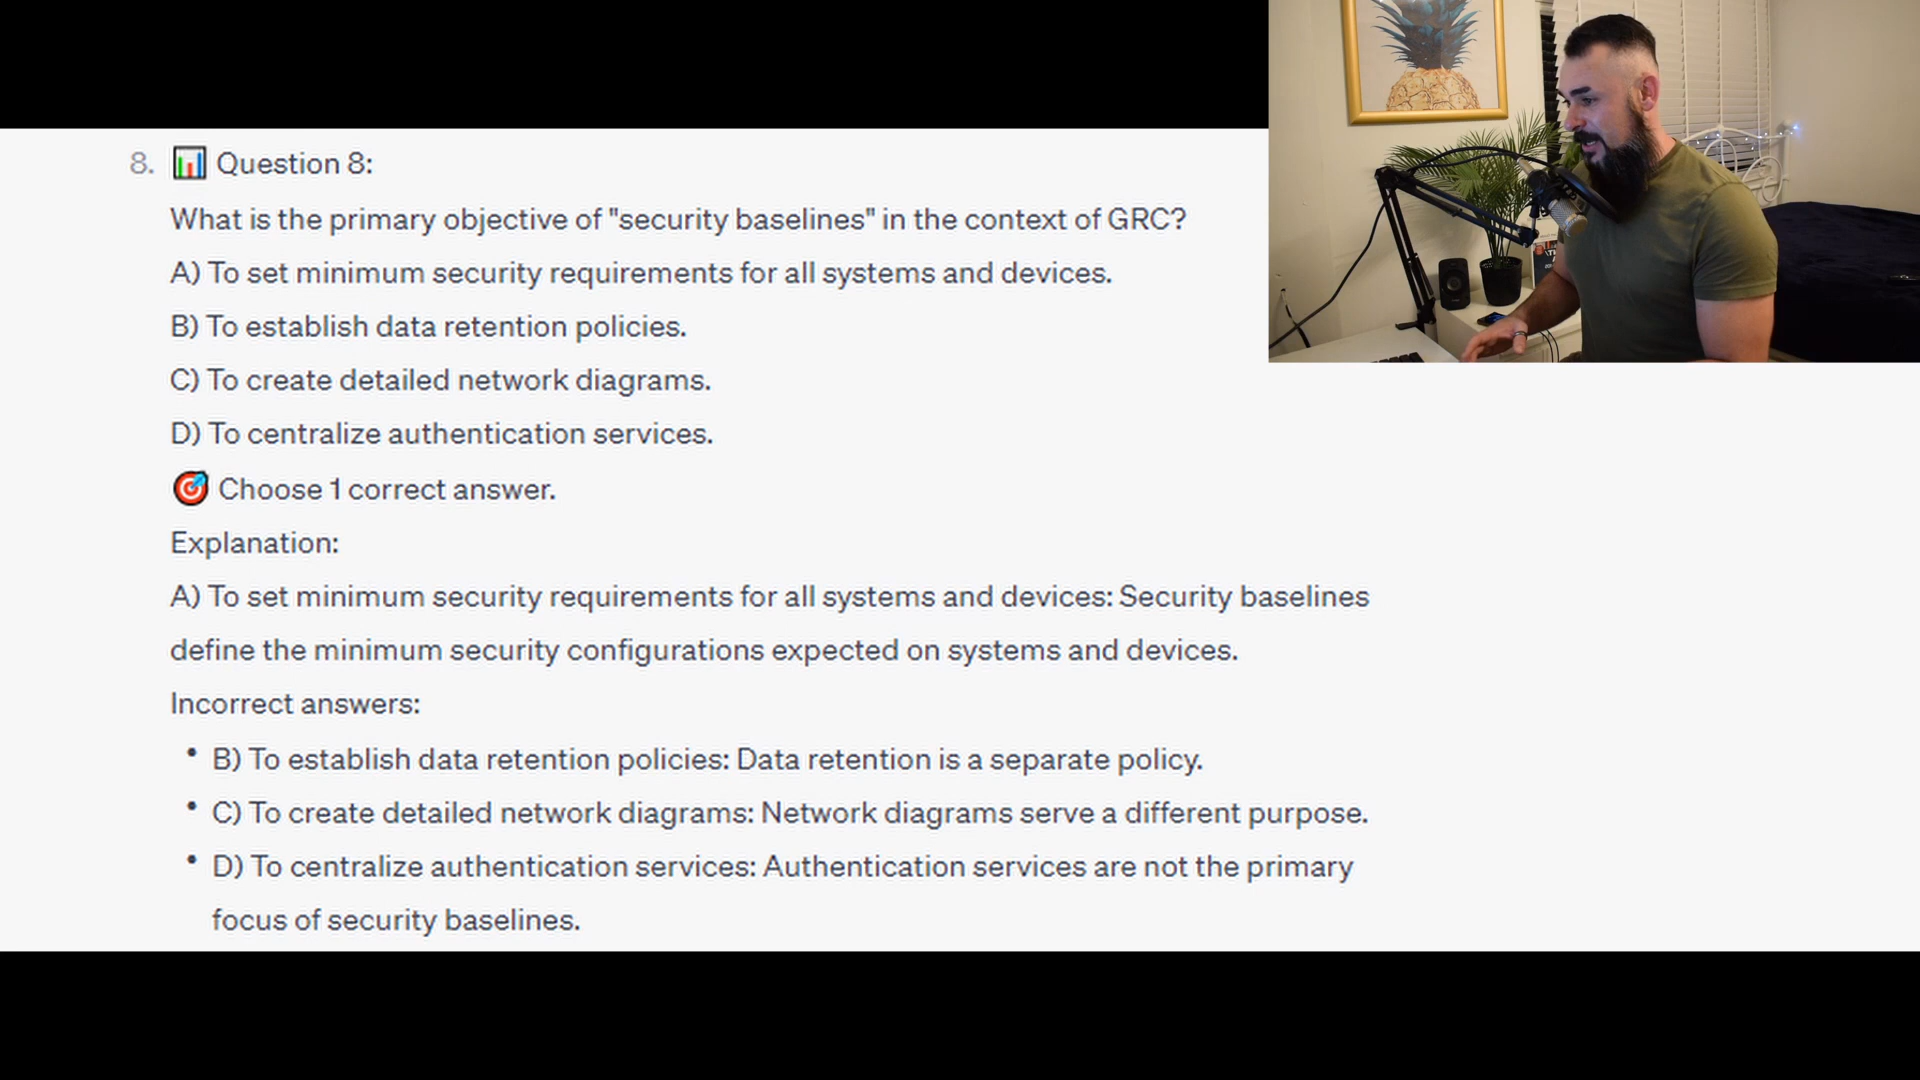 8. 📊 Question 8:
What is the primary objective of "security baselines" in the context of GRC?
A) To set minimum security requirements for all systems and devices.
B) To establish data retention policies.
C) To create detailed network diagrams.
D) To centralize authentication services.
🎯 Choose 1 correct answer.
Explanation:
A) To set minimum security requirements for all systems and devices: Security baselines
define the minimum security configurations expected on systems and devices.
Incorrect answers:
• B) To establish data retention policies: Data retention is a separate policy.
• C) To create detailed network diagrams: Network diagrams serve a different purpose.
• D) To centralize authentication services: Authentication services are not the primary
focus of security baselines.